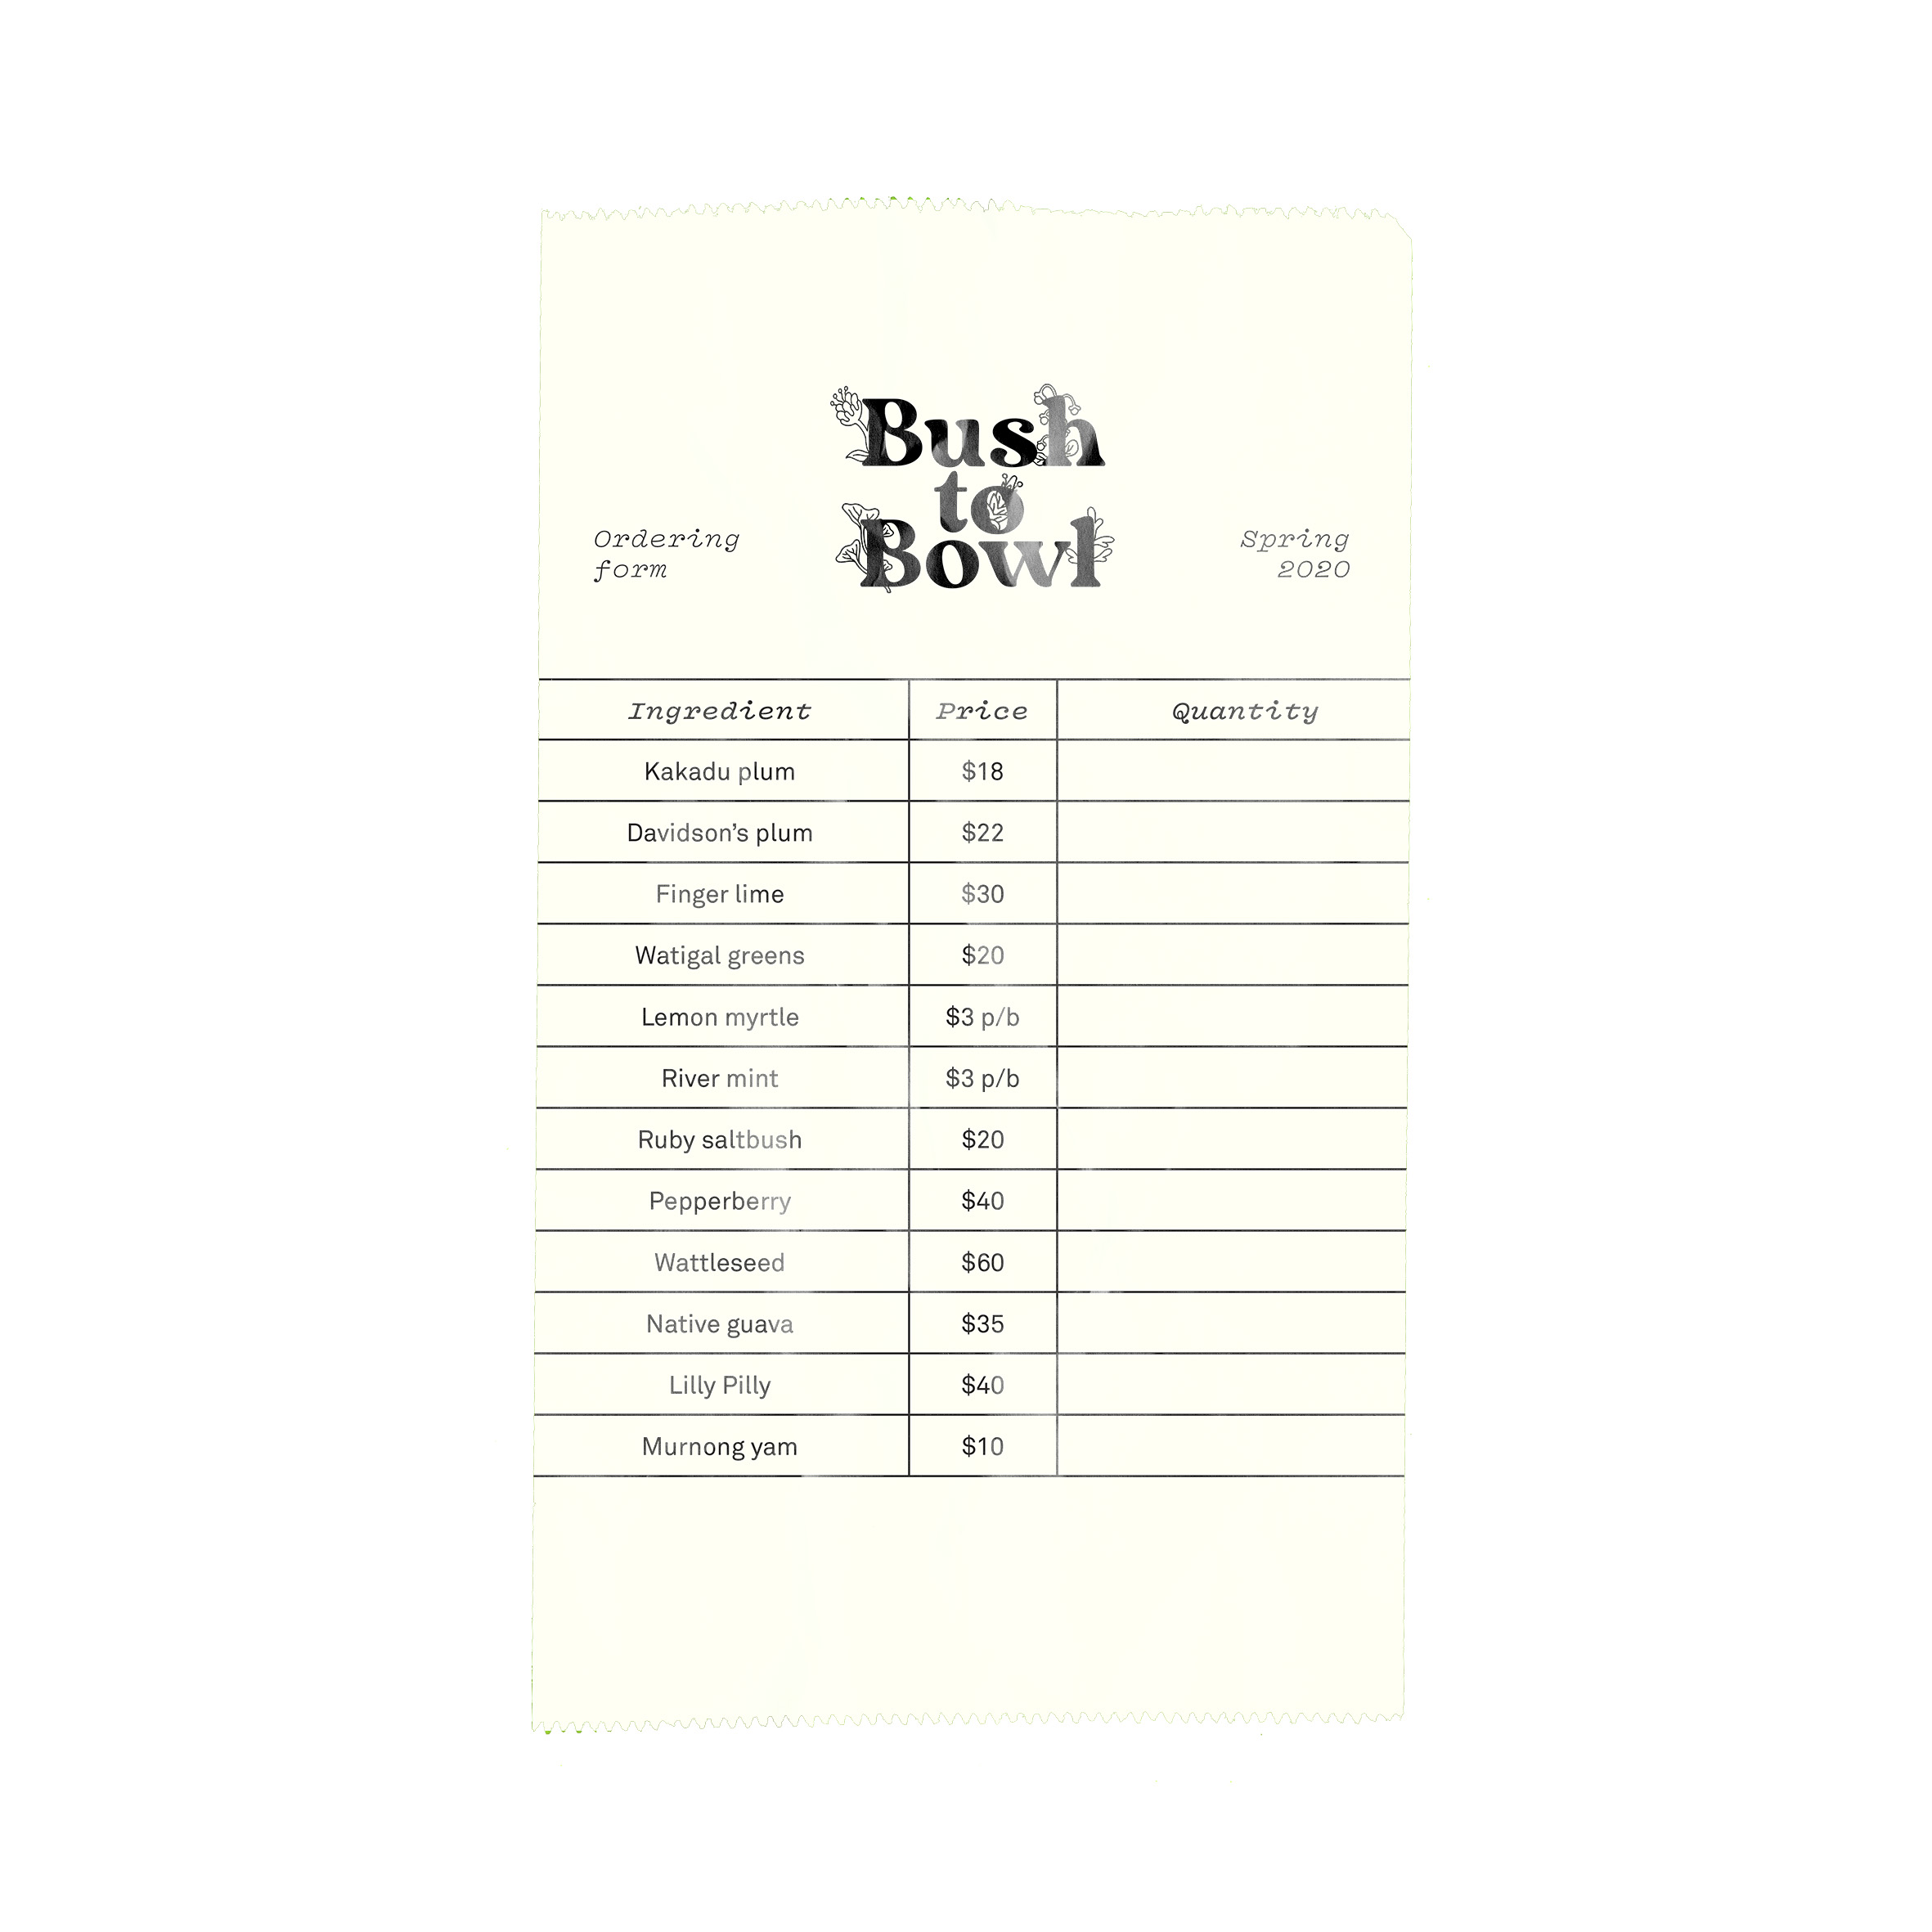 Bush
to
Bowl
Ordering
form
Spring
2020
Ingredient Price Quantity
Kakadu plum $18
Davidson’s plum $22
Finger lime $30
Watigal greens $20
Lemon myrtle $3 p/b
River mint $3 p/b
Ruby saltbush $20
Pepperberry $40
Wattleseed $60
Native guava $35
Lilly Pilly $40
Murnong yam $10